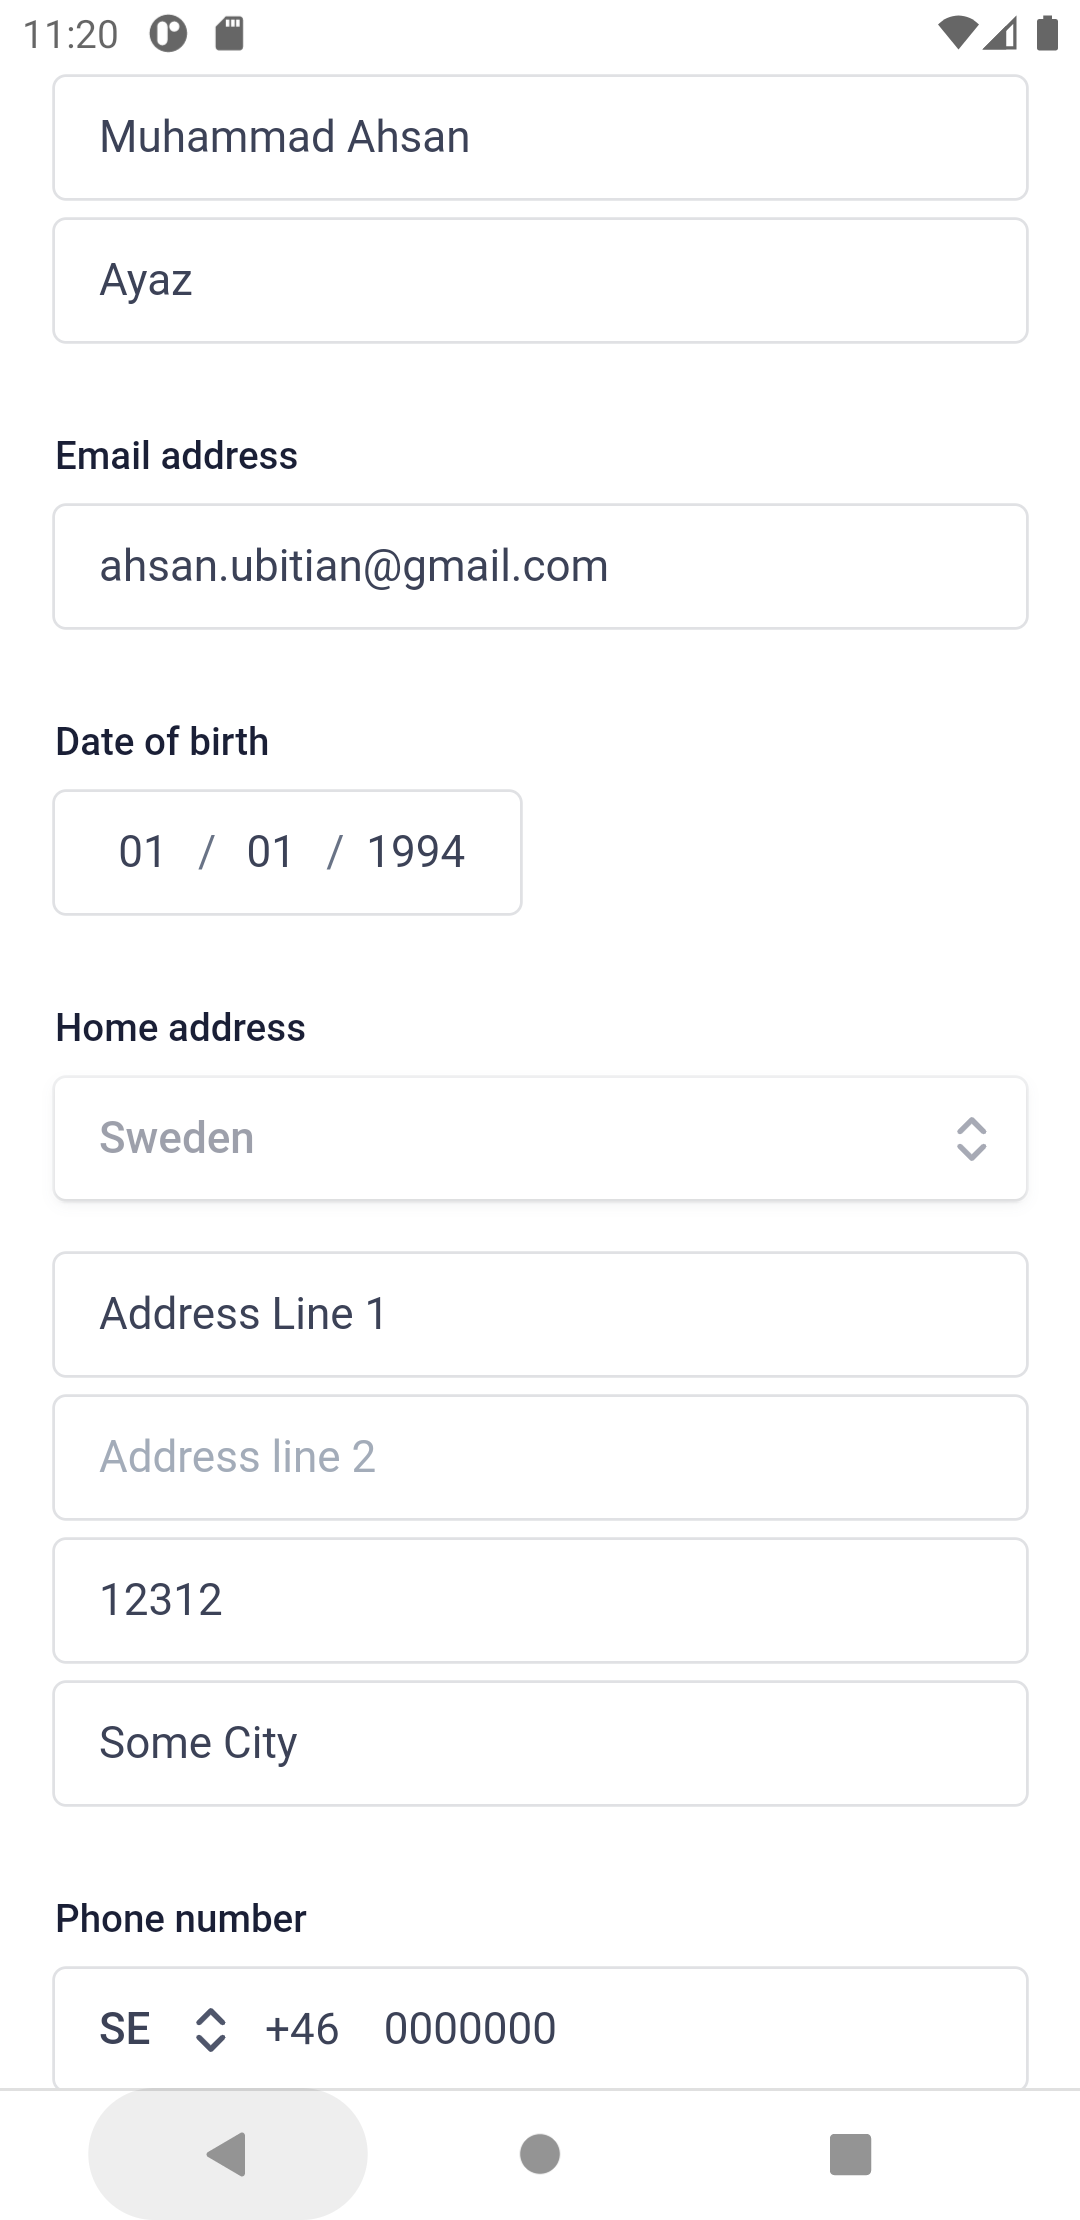 11:20
Muhammad Ahsan
Ayaz
Email address
ahsan.ubitian@gmail.com
Date of birth
01 / 01 / 1994
Home address
Sweden
Address Line 1
Address line 2
12312
Some City
Phone number
SE +46 0000000